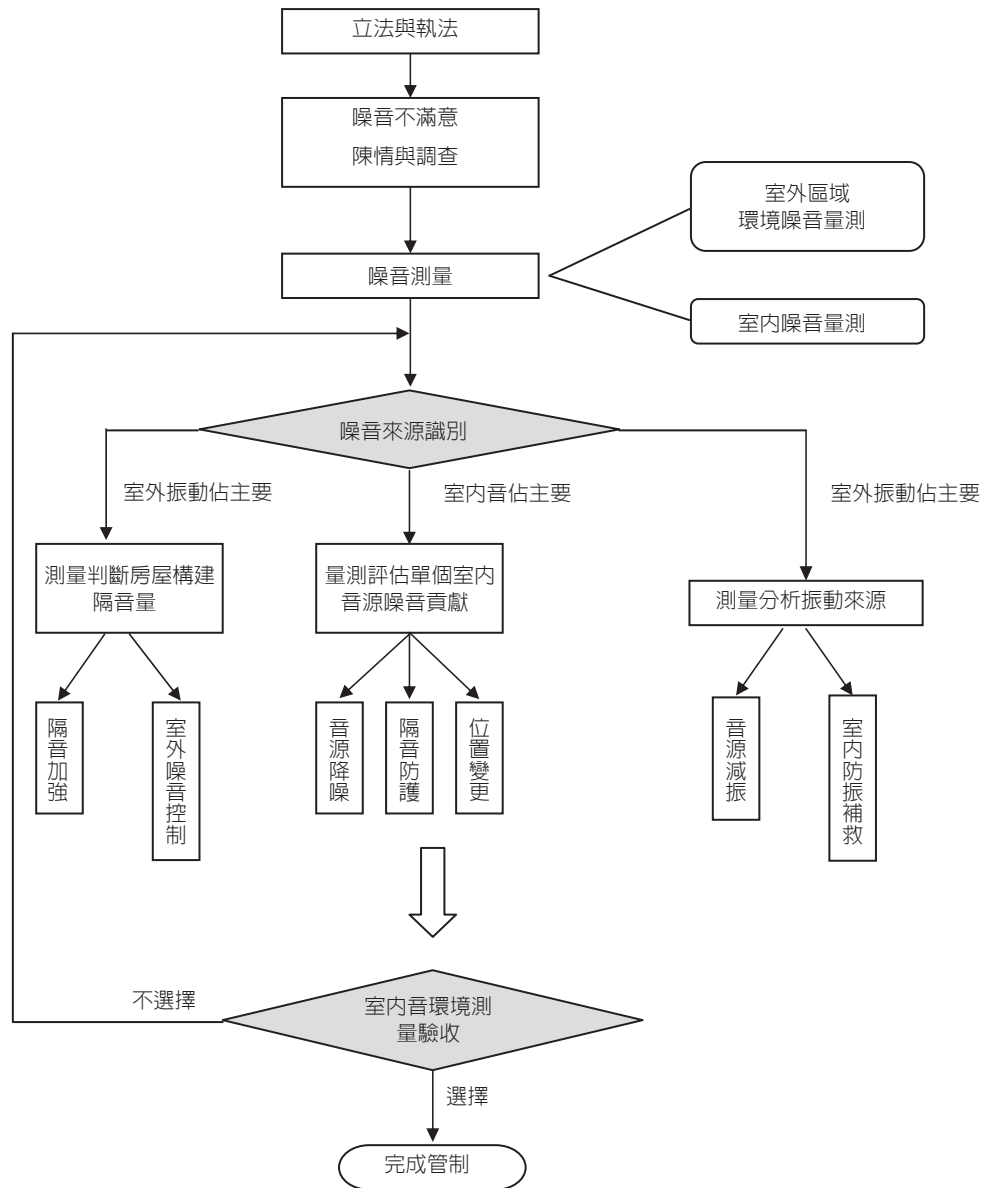 立法與執法
噪音不滿意
陳情與調查
室外區域
環境噪音量測
噪音測量
室內噪音量測
噪音來源識別
室外振動佔主要
室內音佔主要
室外振動佔主要
測量判斷房屋構建
隔音量
量測評估單個室內
音源噪音貢獻
測量分析振動來源
隔音加強
室外噪音控制
音源降噪
隔音防護
位置變更
音源減振
室內防振補救
不選擇
室內音環境測
量驗收
選擇
完成管制